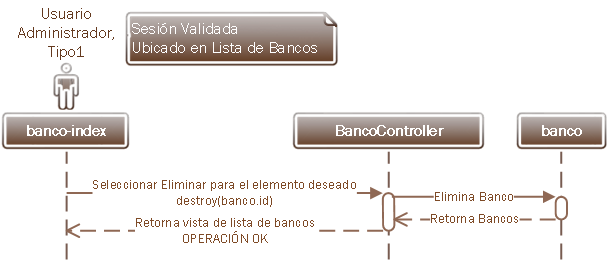 Usuario
Administrador,
Tipo1
Sesión Validada
Ubicado en Lista de Bancos
banco-index
BancoController
banco
Seleccionar Eliminar para el elemento deseado
destroy(banco.id)
Elimina Banco
Retorna Bancos
Retorna vista de lista de bancos
OPERACIÓN OK